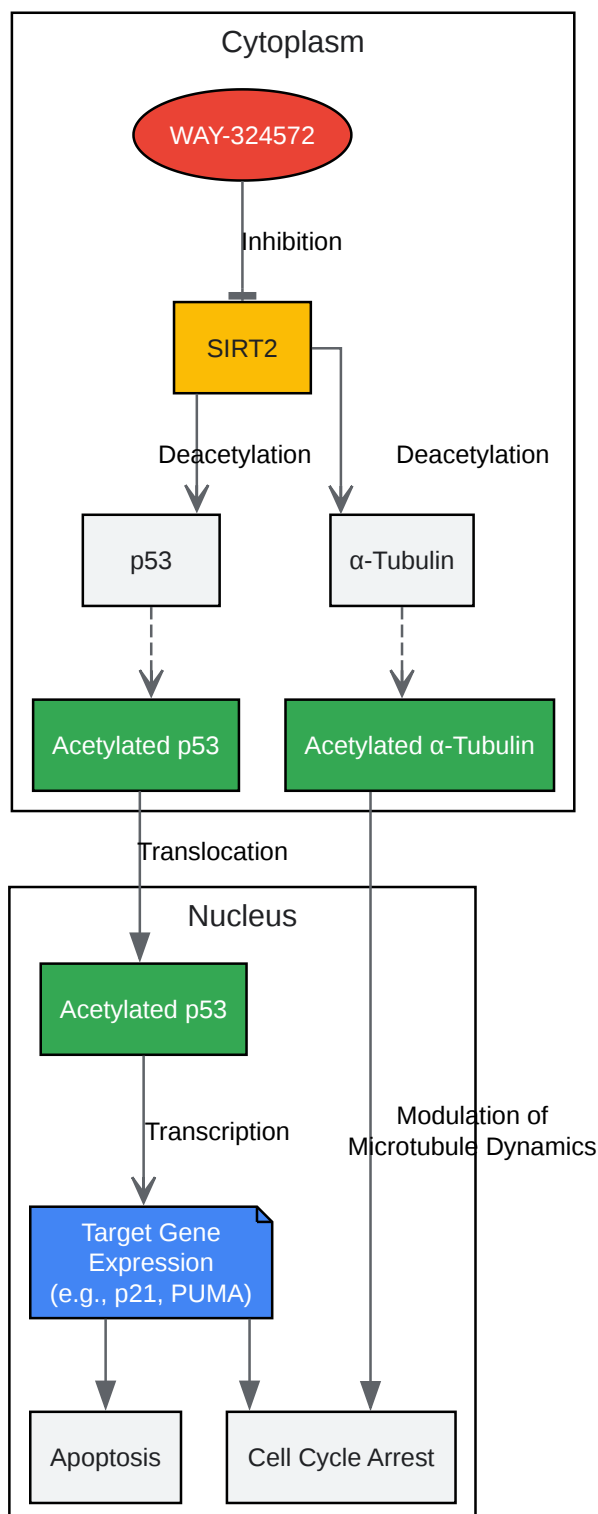 Cytoplasm
WAY-324572
Inhibition
SIRT2
Deacetylation
Deacetylation
p53
α-Tubulin
Acetylated p53
Acetylated α-Tubulin
Translocation
Nucleus
Acetylated p53
Transcription
Modulation of
Microtubule Dynamics
Target Gene
Expression
(e.g., p21, PUMA)
Apoptosis
Cell Cycle Arrest